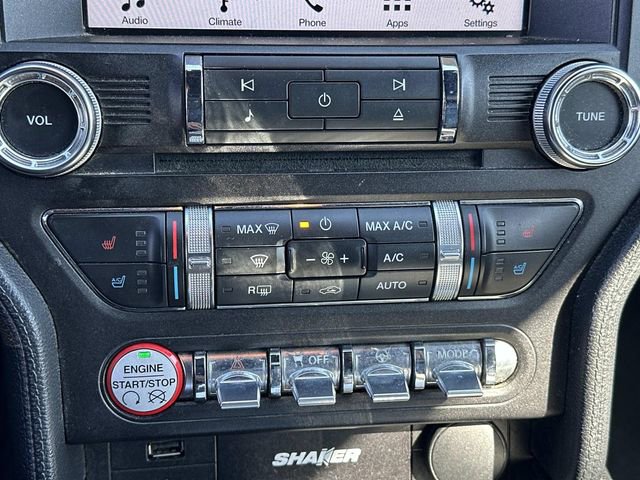 Audio Climate Phone Apps Settings
VOL TUNE
MAX MAX A/C
A/C
R AUTO
ENGINE
START/STOP
OFF MODE
SHAKER